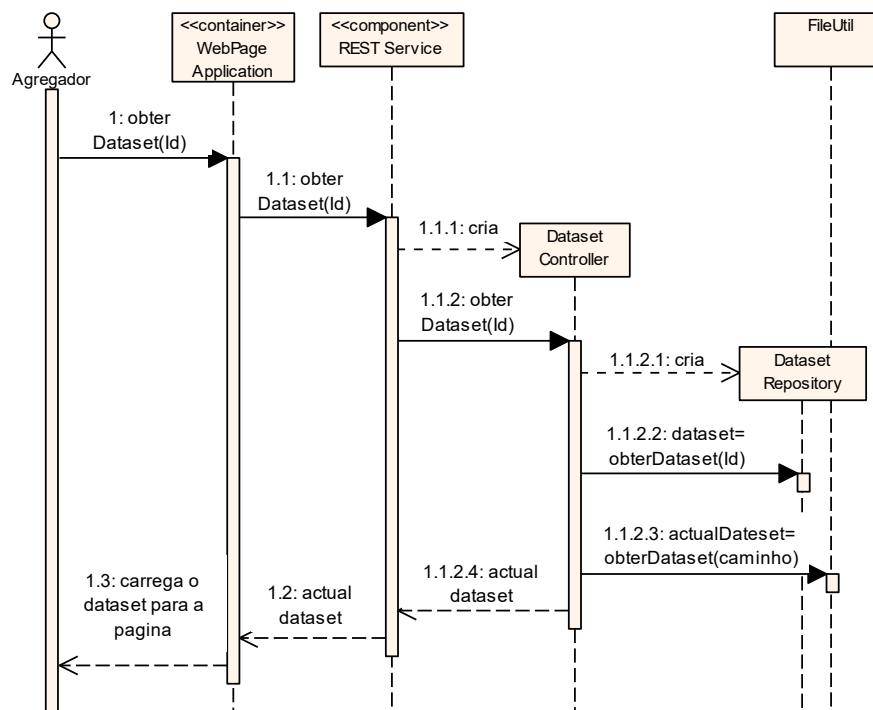 <<container>>
WebPage
Application
<<component>>
REST Service
FileUtil
Agregador
1: obter
Dataset(Id)
1.1: obter
Dataset(Id)
1.1.1: cria
Dataset
Controller
1.1.2: obter
Dataset(Id)
1.1.2.1: cria
Dataset
Repository
1.1.2.2: dataset=
obterDataset(Id)
1.1.2.3: actualDateset=
obterDataset(caminho)
1.1.2.4: actual
dataset
1.2: actual
dataset
1.3: carrega o
dataset para a
pagina